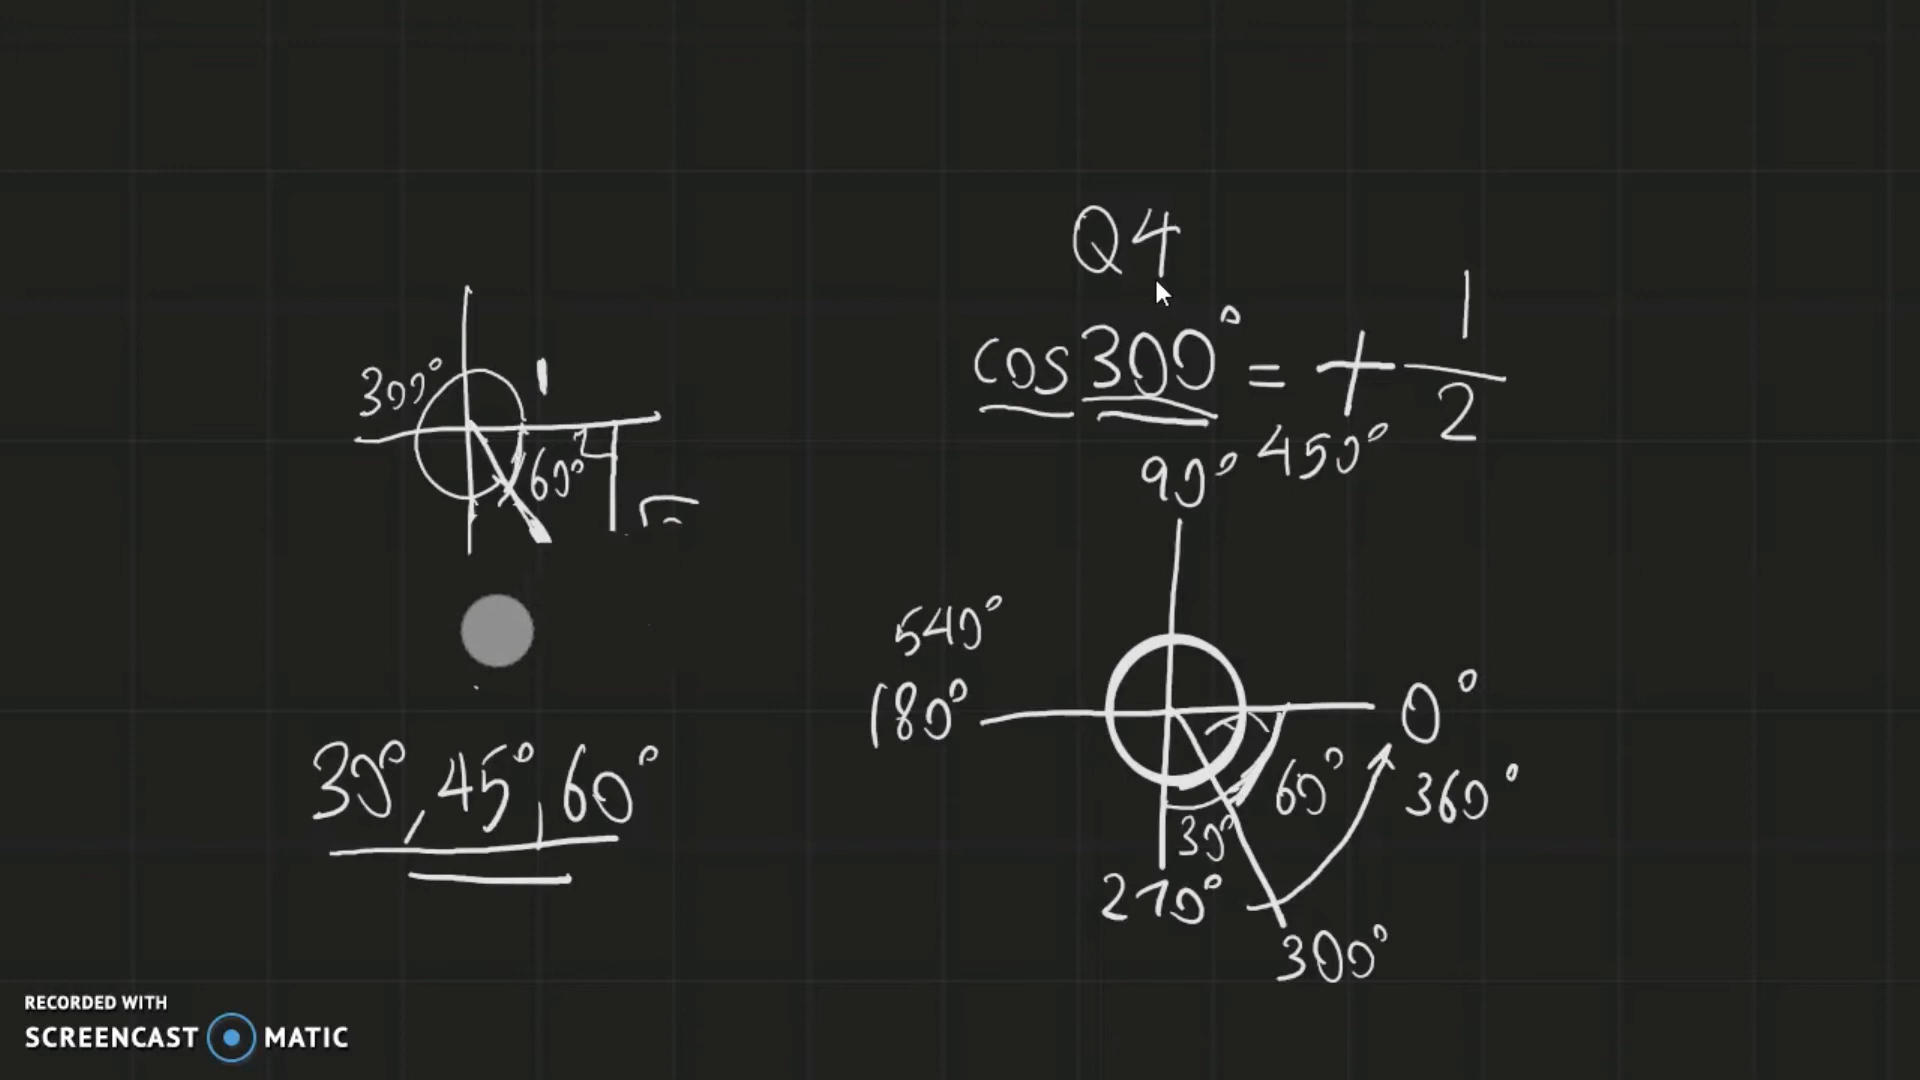 Q4
cos 300° = + 1/2
90° 450°
300°
1
60°
540°
180°
0°
60°
360°
30°
270°
300°
30°, 45°, 60°
RECORDED WITH
SCREENCAST MATIC